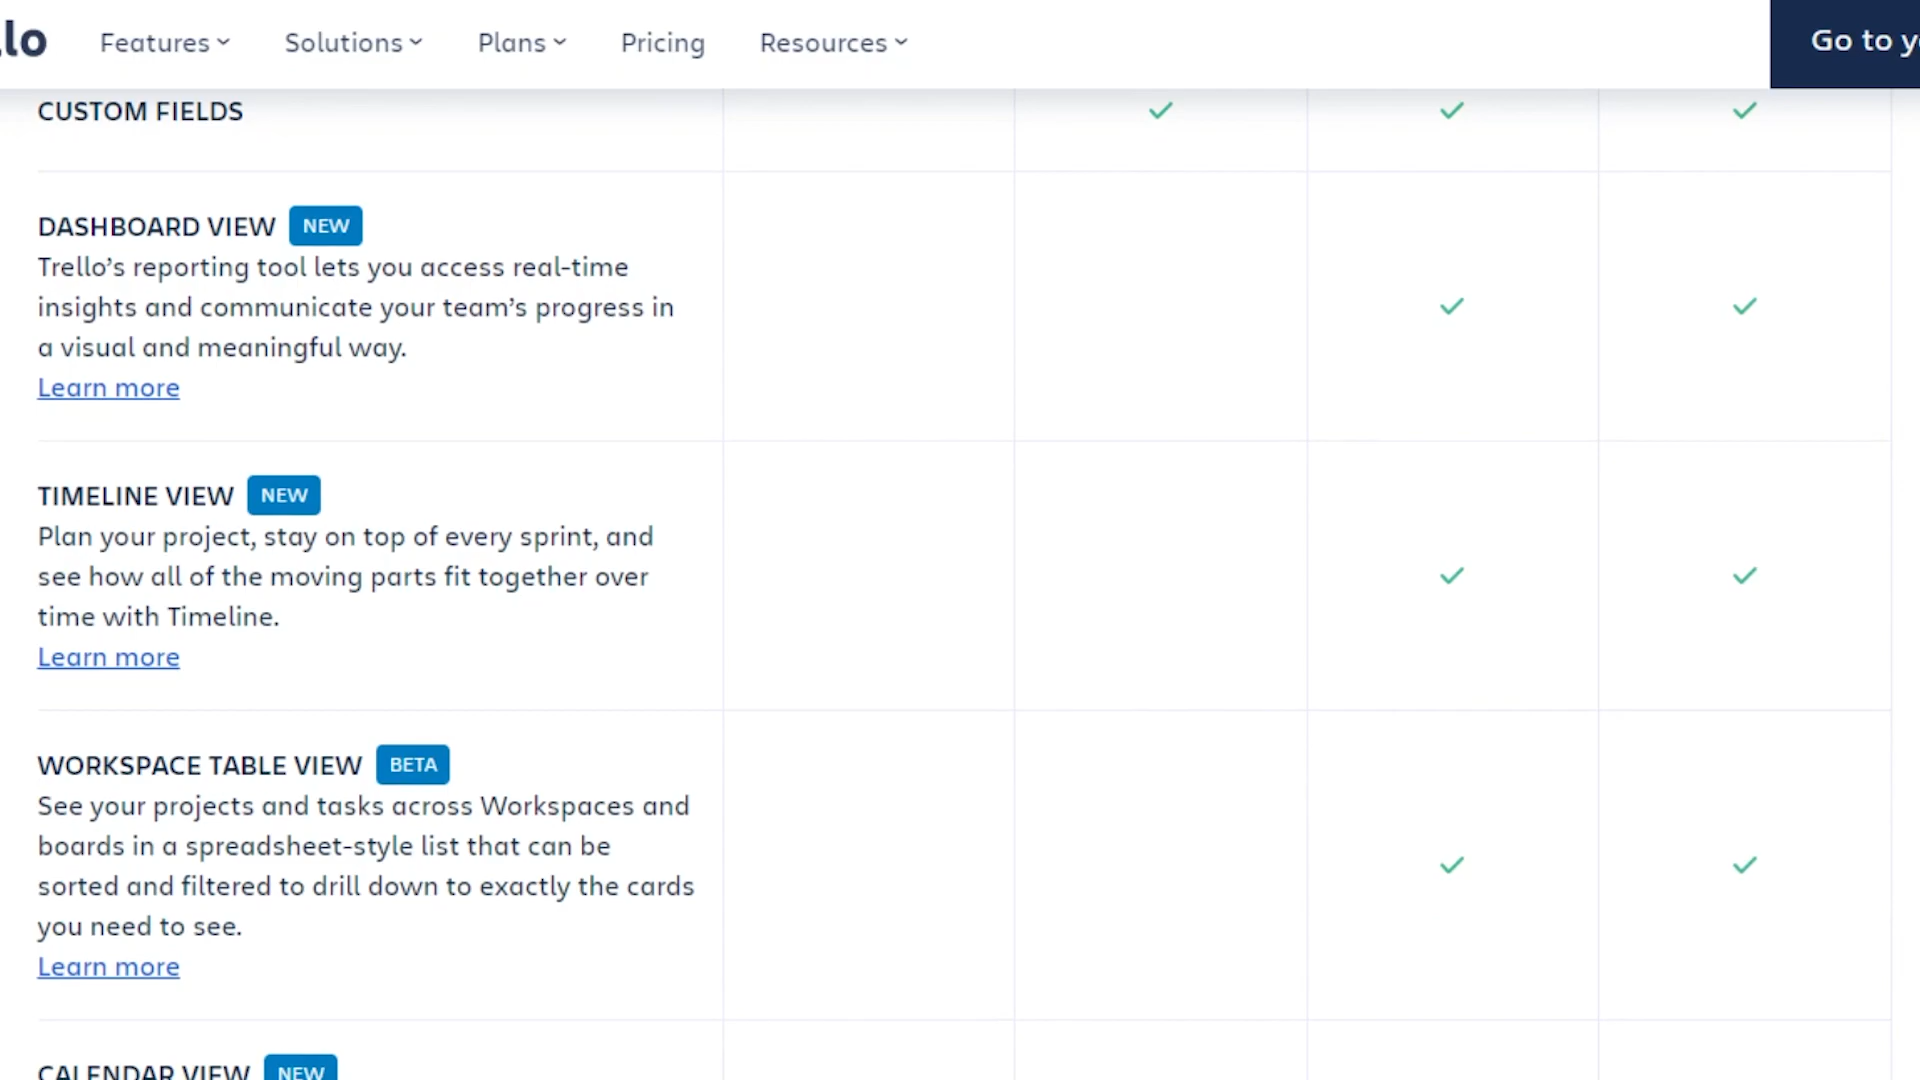 llo Features Solutions Plans Pricing Resources Go to y
CUSTOM FIELDS
DASHBOARD VIEW NEW
Trello’s reporting tool lets you access real-time
insights and communicate your team’s progress in
a visual and meaningful way.
Learn more
TIMELINE VIEW NEW
Plan your project, stay on top of every sprint, and
see how all of the moving parts fit together over
time with Timeline.
Learn more
WORKSPACE TABLE VIEW BETA
See your projects and tasks across Workspaces and
boards in a spreadsheet-style list that can be
sorted and filtered to drill down to exactly the cards
you need to see.
Learn more
CALENDAR VIEW NEW